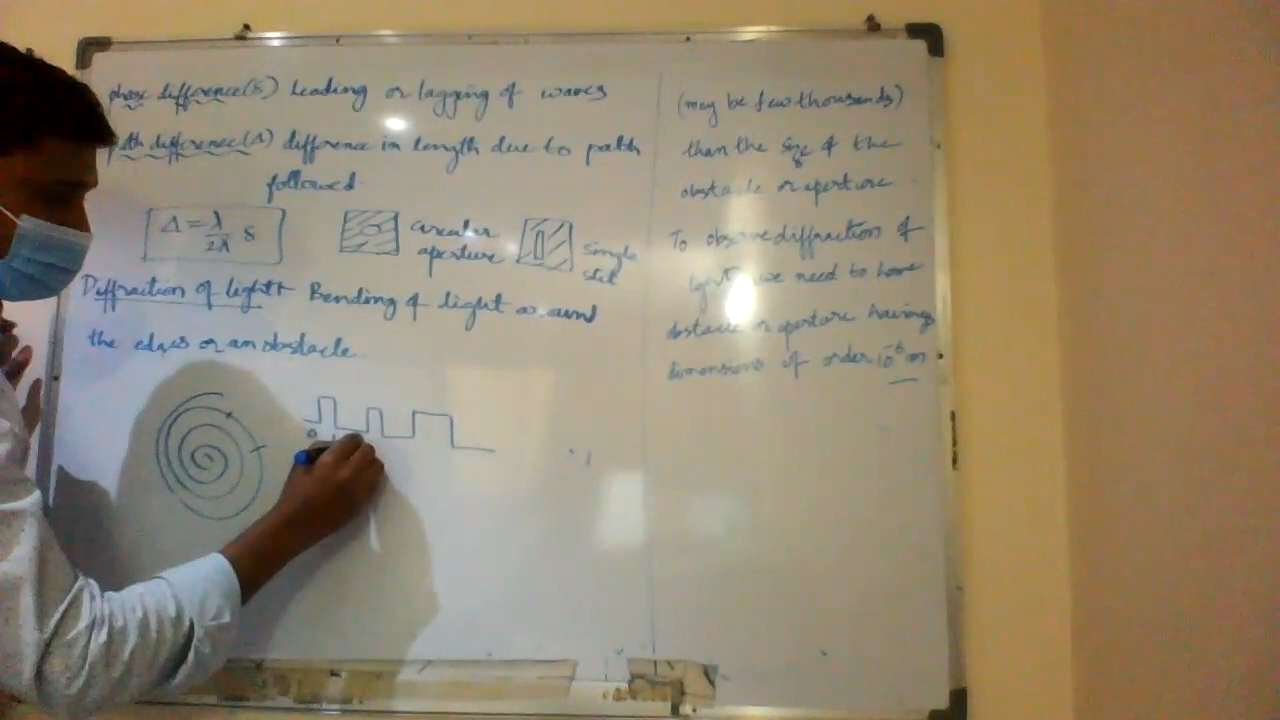 phase difference(δ) leading or lagging of waves
path difference(Δ) difference in length due to path
followed
Δ = λ/2λ δ
circular
aperture
Single
slit
Diffraction of light Bending of light around
the edges or an obstacle
0
(may be few thousands)
than the size of the
obstacle or aperture
To observe diffraction of
light we need to have
obstacle or aperture having
dimensions of order 10⁻⁶ m